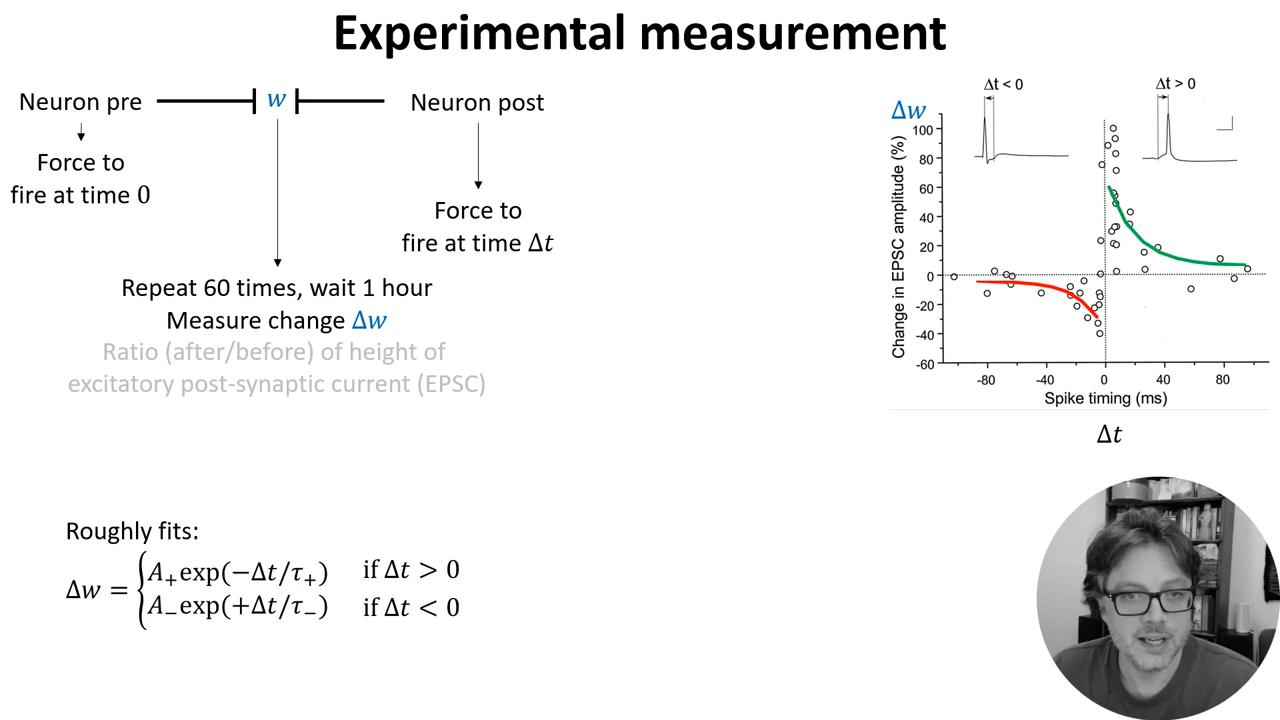 Experimental measurement
Neuron pre
w
Neuron post
Force to
fire at time 0
Force to
fire at time Δt
Repeat 60 times, wait 1 hour
Measure change Δw
Ratio (after/before) of height of
excitatory post-synaptic current (EPSC)
Roughly fits:
Δw = { A₊exp(−Δt/τ₊) if Δt > 0
A₋exp(+Δt/τ₋) if Δt < 0
Δt < 0
Δt > 0
Δw
Change in EPSC amplitude (%)
100
80
60
40
20
0
-20
-40
-60
-80 -40 0 40 80
Spike timing (ms)
Δt